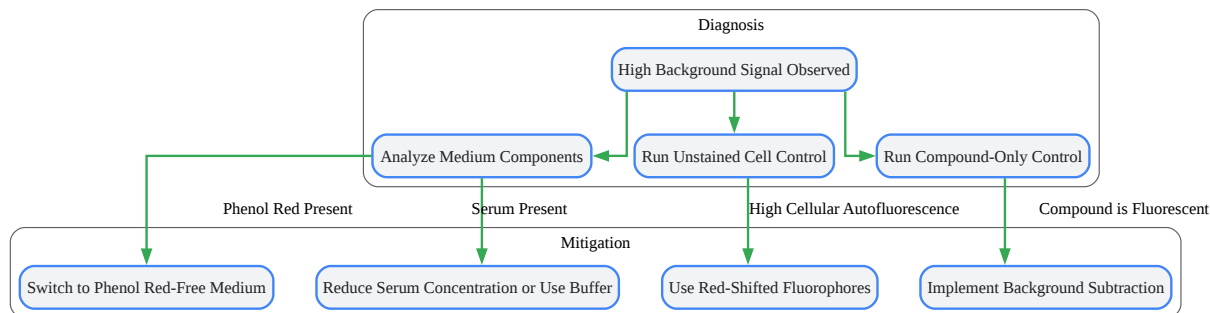 Diagnosis
High Background Signal Observed
Analyze Medium Components
Run Unstained Cell Control
Run Compound-Only Control
Phenol Red Present
Serum Present
High Cellular Autofluorescence
Compound is Fluorescent
Mitigation
Switch to Phenol Red-Free Medium
Reduce Serum Concentration or Use Buffer
Use Red-Shifted Fluorophores
Implement Background Subtraction